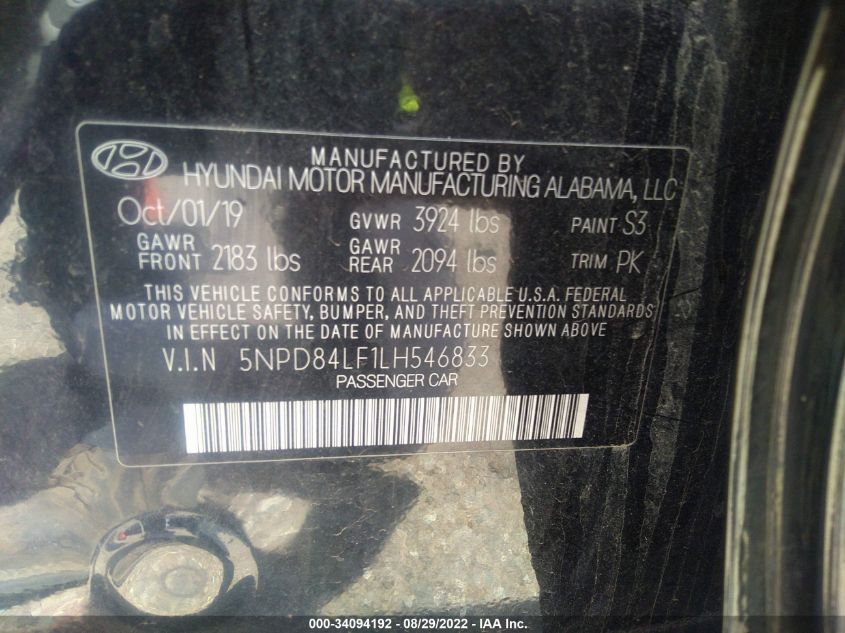 MANUFACTURED BY
HYUNDAI MOTOR MANUFACTURING ALABAMA, LLC
Oct/01/19 GVWR 3924 lbs PAINT S3
GAWR FRONT 2183 lbs GAWR REAR 2094 lbs TRIM PK
THIS VEHICLE CONFORMS TO ALL APPLICABLE U.S.A. FEDERAL
MOTOR VEHICLE SAFETY, BUMPER, AND THEFT PREVENTION STANDARDS
IN EFFECT ON THE DATE OF MANUFACTURE SHOWN ABOVE
V.I.N 5NPD84LF1LH546833
PASSENGER CAR
000-34094192 - 08/29/2022 - IAA Inc.